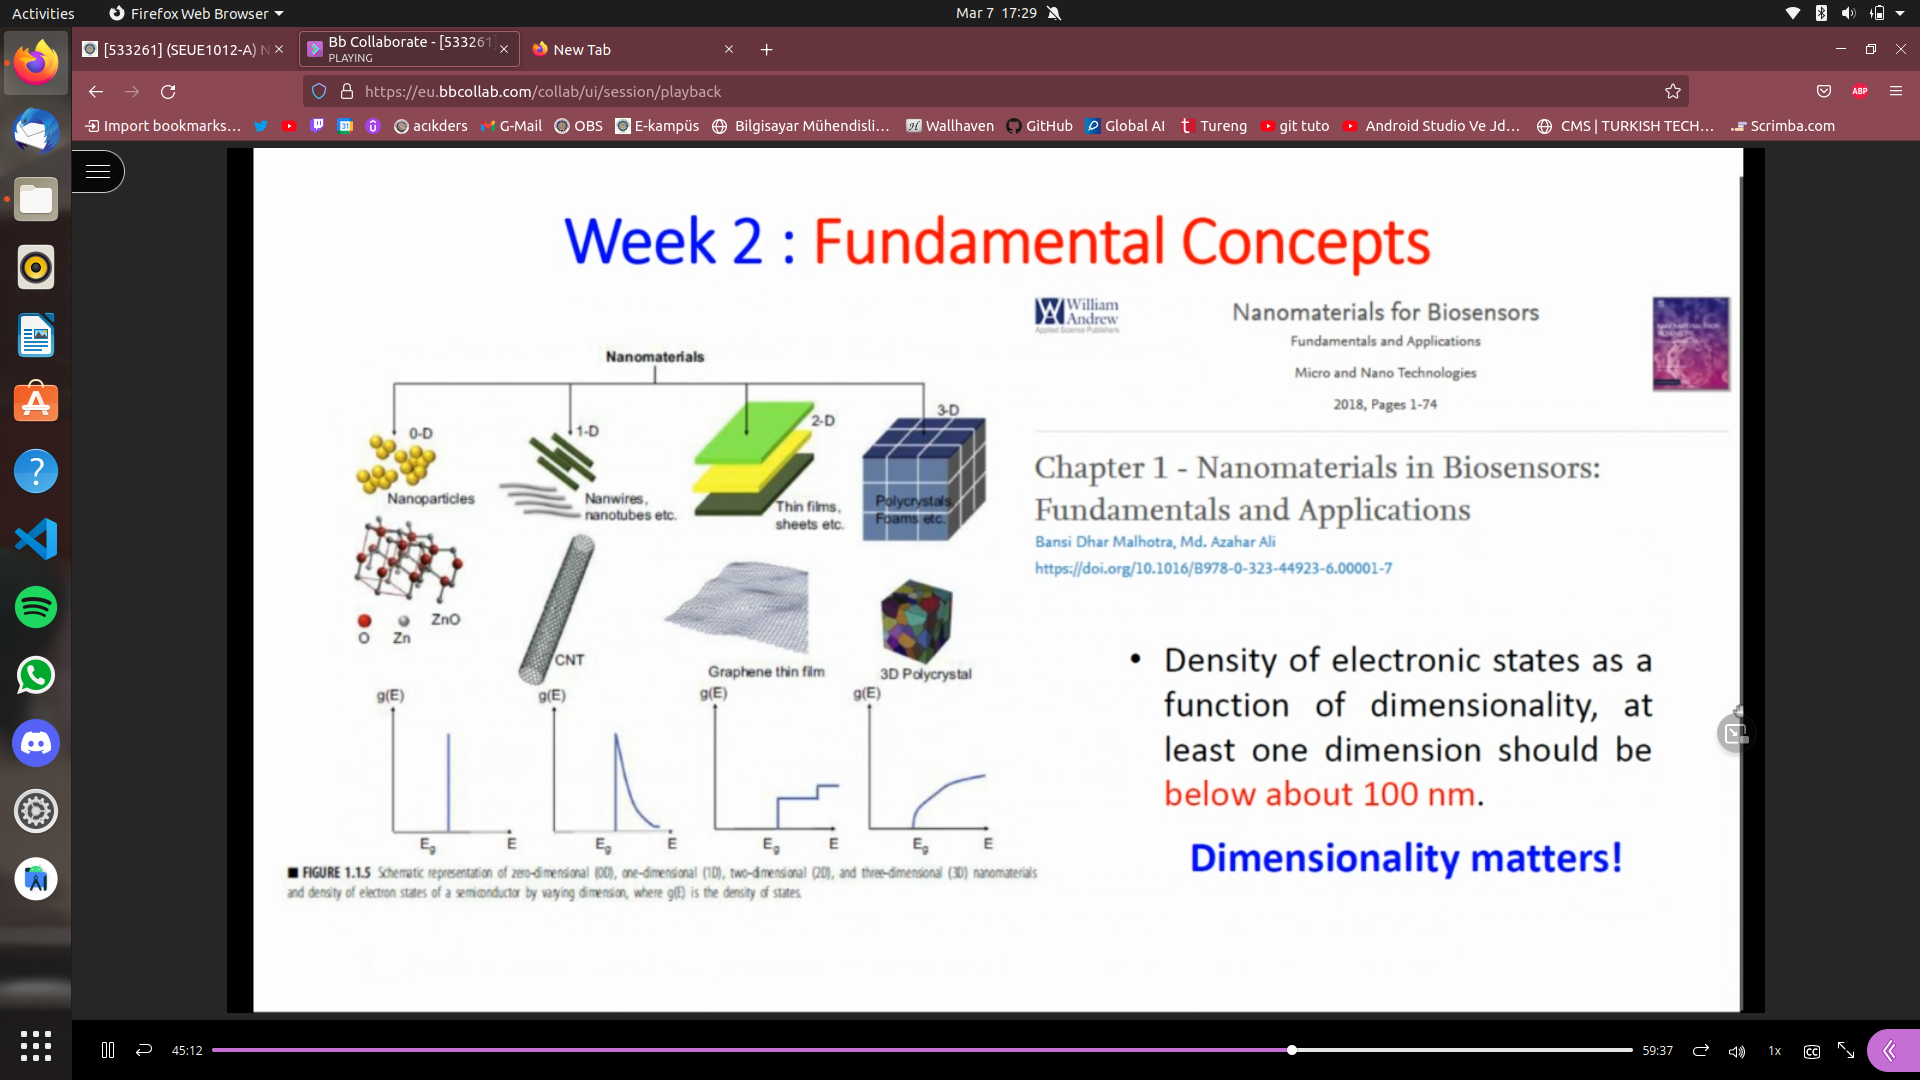 Activities
Firefox Web Browser
Mar 7 17:29
[533261] (SEUE1012-A) N
Bb Collaborate - [533261]
PLAYING
New Tab
https://eu.bbcollab.com/collab/ui/session/playback
ABP
Import bookmarks...
31
acıkders
G-Mail
OBS
E-kampüs
Bilgisayar Mühendisli...
Wallhaven
GitHub
Global AI
Tureng
git tuto
Android Studio Ve Jd...
CMS | TURKISH TECH...
Scrimba.com
Week 2 : Fundamental Concepts
William
Andrew
Applied Science Publishers
Nanomaterials for Biosensors
Fundamentals and Applications
Micro and Nano Technologies
2018, Pages 1-74
Chapter 1 - Nanomaterials in Biosensors:
Fundamentals and Applications
Bansi Dhar Malhotra, Md. Azahar Ali
https://doi.org/10.1016/B978-0-323-44923-6.00001-7
Nanomaterials
0-D
Nanoparticles
1-D
Nanwires,
nanotubes etc.
2-D
Thin films,
sheets etc.
3-D
Polycrystals
Foams etc.
O
Zn
ZnO
CNT
Graphene thin film
3D Polycrystal
g(E)
g(E)
g(E)
g(E)
Eg
E
Eg
E
Eg
E
Eg
E
■ FIGURE 1.1.5 Schematic representation of zero-dimensional (0D), one-dimensional (1D), two-dimensional (2D), and three-dimensional (3D) nanomaterials
and density of electron states of a semiconductor by varying dimension, where g(E) is the density of states.
• Density of electronic states as a
function of dimensionality, at
least one dimension should be
below about 100 nm.
Dimensionality matters!
45:12
59:37
1x
CC